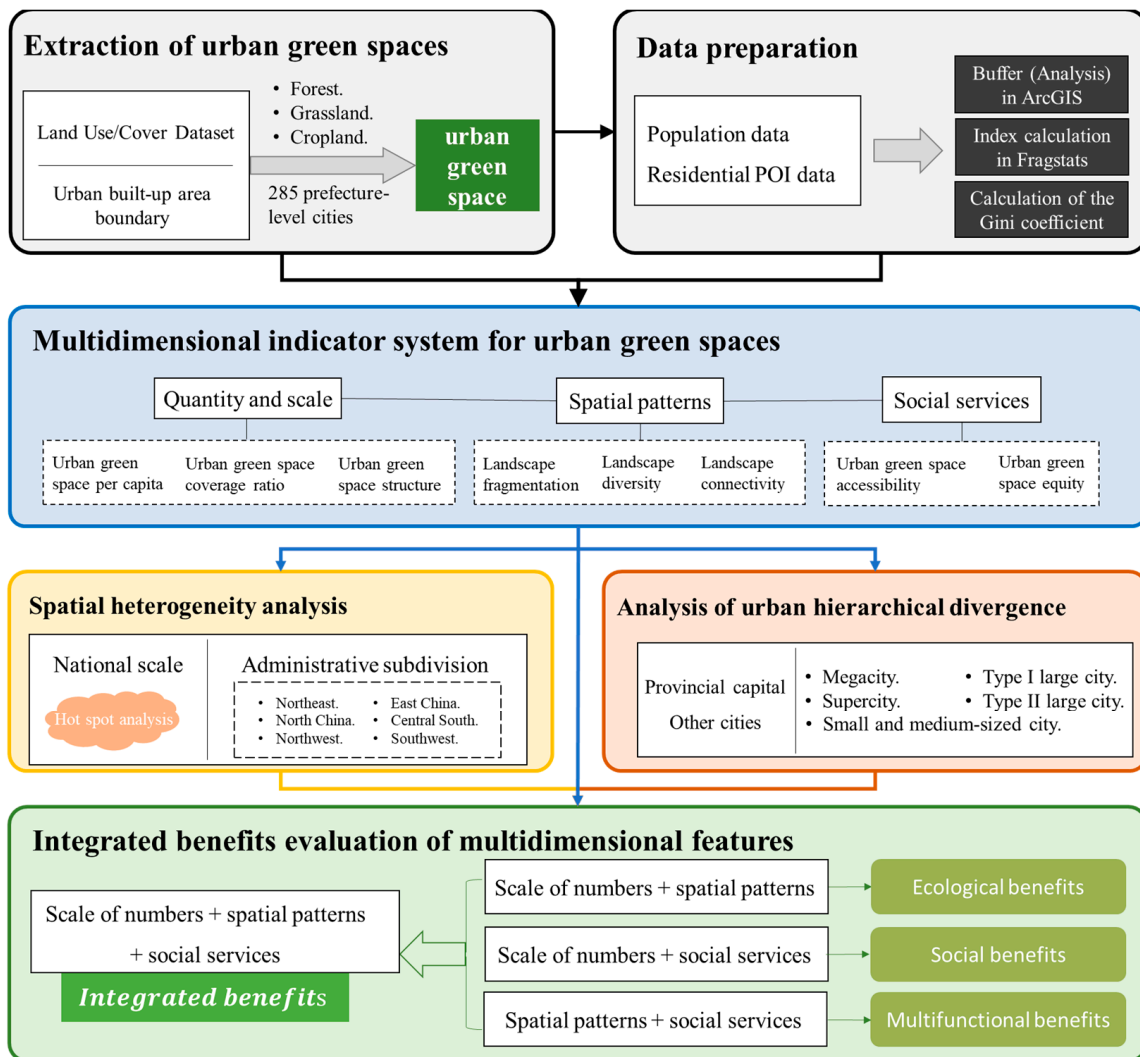 Extraction of urban green spaces
Land Use/Cover Dataset
Urban built-up area
boundary
• Forest.
• Grassland.
• Cropland.
285 prefecture-
level cities
urban
green
space
Data preparation
Population data
Residential POI data
Buffer (Analysis)
in ArcGIS
Index calculation
in Fragstats
Calculation of the
Gini coefficient
Multidimensional indicator system for urban green spaces
Quantity and scale
Urban green
space per capita
Urban green space
coverage ratio
Urban green
space structure
Spatial patterns
Landscape
fragmentation
Landscape
diversity
Landscape
connectivity
Social services
Urban green space
accessibility
Urban green
space equity
Spatial heterogeneity analysis
National scale
Hot spot analysis
Administrative subdivision
• Northeast.
• North China.
• Northwest.
• East China.
• Central South.
• Southwest.
Analysis of urban hierarchical divergence
Provincial capital
Other cities
• Megacity.
• Supercity.
• Small and medium-sized city.
• Type I large city.
• Type II large city.
Integrated benefits evaluation of multidimensional features
Scale of numbers + spatial patterns
+ social services
Integrated benefits
Scale of numbers + spatial patterns
Ecological benefits
Scale of numbers + social services
Social benefits
Spatial patterns + social services
Multifunctional benefits